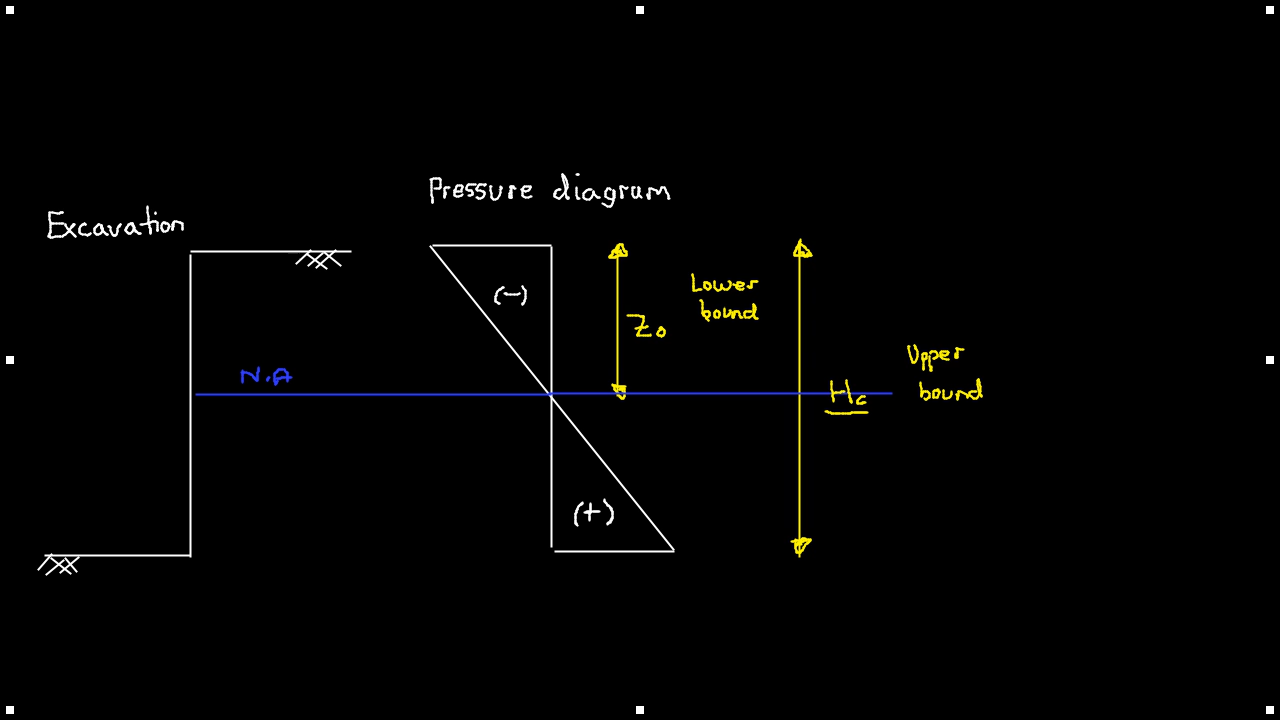 Pressure diagram
Excavation
(-)
Lower
bound
Zo
Upper
bound
N.A
Hc
(+)